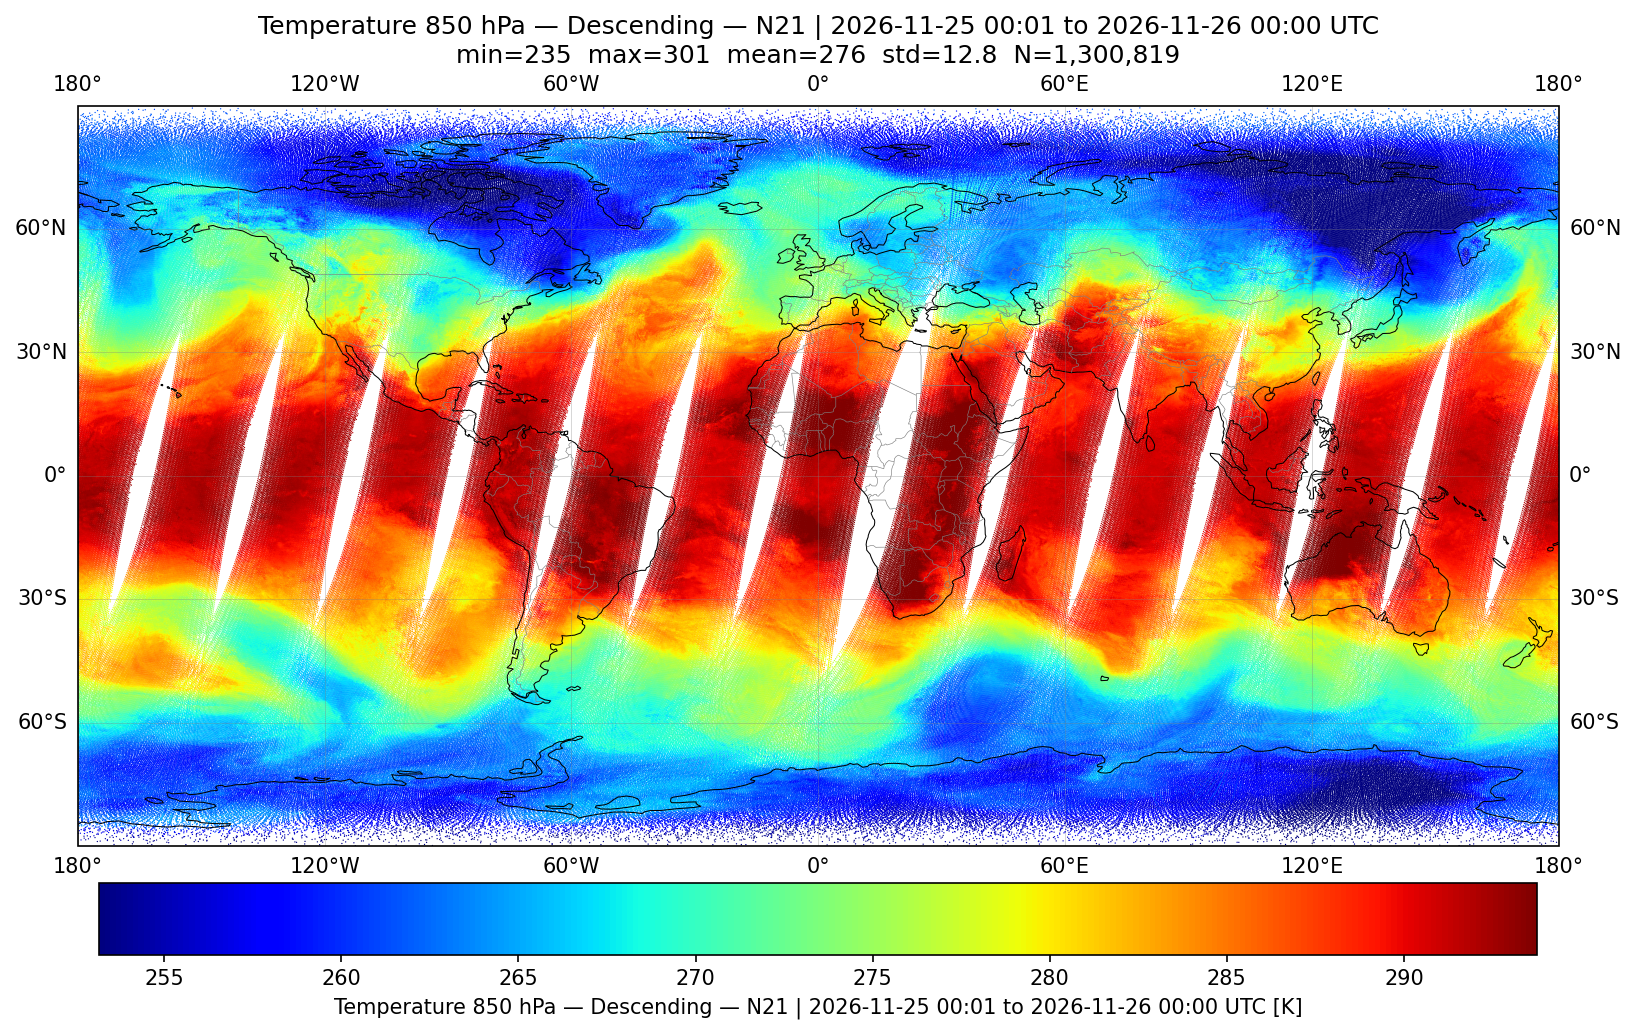 Temperature 850 hPa — Descending — N21 | 2026-11-25 00:01 to 2026-11-26 00:00 UTC
min=235  max=301  mean=276  std=12.8  N=1,300,819
180° 120°W 60°W 0° 60°E 120°E 180°
60°N 60°N
30°N 30°N
0° 0°
30°S 30°S
60°S 60°S
180° 120°W 60°W 0° 60°E 120°E 180°
255 260 265 270 275 280 285 290
Temperature 850 hPa — Descending — N21 | 2026-11-25 00:01 to 2026-11-26 00:00 UTC [K]